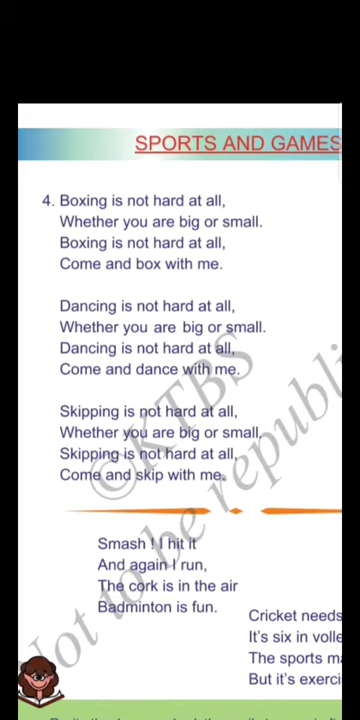 SPORTS AND GAMES
4. Boxing is not hard at all,
Whether you are big or small.
Boxing is not hard at all,
Come and box with me.
Dancing is not hard at all,
Whether you are big or small.
Dancing is not hard at all,
Come and dance with me.
Skipping is not hard at all,
Whether you are big or small,
Skipping is not hard at all,
Come and skip with me.
Smash ! I hit it
And again I run,
The cork is in the air
Badminton is fun.
Cricket needs
It's six in
The sports
But it's
©KTBS
Not to be